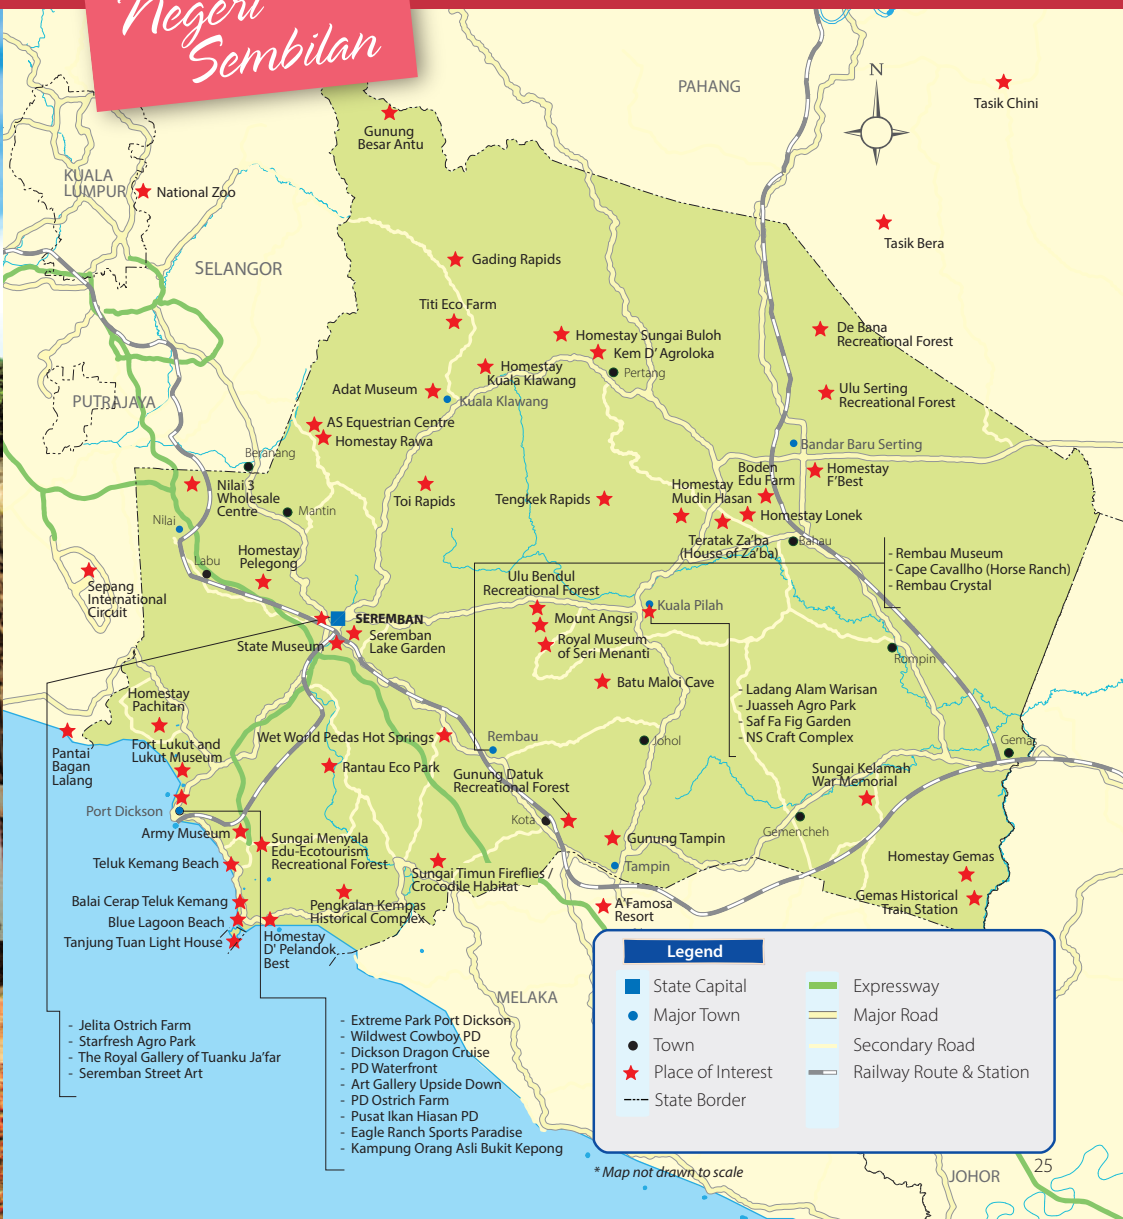 Negeri
Sembilan
PAHANG
N
Tasik Chini
Gunung
Besar Antu
KUALA
LUMPUR
National Zoo
Tasik Bera
SELANGOR
Gading Rapids
Titi Eco Farm
Homestay Sungai Buloh
Kem D' Agroloka
De Bana
Recreational Forest
Homestay
Kuala Klawang
Pertang
Adat Museum
Kuala Klawang
Ulu Serting
Recreational Forest
PUTRAJAYA
AS Equestrian Centre
Homestay Rawa
Bandar Baru Serting
Beranang
Nilai 3
Wholesale
Centre
Toi Rapids
Tengkek Rapids
Homestay
Mudin Hasan
Boden
Edu Farm
Homestay
F'Best
Mantin
Nilai
Homestay Lonek
Teratak Za'ba
(House of Za'ba)
Bahau
Labu
Homestay
Pelegong
- Rembau Museum
- Cape Cavallho (Horse Ranch)
- Rembau Crystal
Sepang
International
Circuit
Ulu Bendul
Recreational Forest
Kuala Pilah
SEREMBAN
Mount Angsi
Seremban
Lake Garden
State Museum
Royal Museum
of Seri Menanti
Rompin
Batu Maloi Cave
- Ladang Alam Warisan
- Juasseh Agro Park
- Saf Fa Fig Garden
- NS Craft Complex
Homestay
Pachitan
Pantai
Bagan
Lalang
Fort Lukut and
Lukut Museum
Wet World Pedas Hot Springs
Rembau
Johol
Gemas
Rantau Eco Park
Gunung Datuk
Recreational Forest
Sungai Kelamah
War Memorial
Port Dickson
Kota
Gemencheh
Army Museum
Sungai Menyala
Edu-Ecotourism
Recreational Forest
Gunung Tampin
Teluk Kemang Beach
Sungai Timun Fireflies /
Crocodile Habitat
Tampin
Homestay Gemas
Balai Cerap Teluk Kemang
Pengkalan Kempas
Historical Complex
A'Famosa
Resort
Gemas Historical
Train Station
Blue Lagoon Beach
Tanjung Tuan Light House
Homestay
D' Pelandok
Best
MELAKA
- Jelita Ostrich Farm
- Starfresh Agro Park
- The Royal Gallery of Tuanku Ja'far
- Seremban Street Art
- Extreme Park Port Dickson
- Wildwest Cowboy PD
- Dickson Dragon Cruise
- PD Waterfront
- Art Gallery Upside Down
- PD Ostrich Farm
- Pusat Ikan Hiasan PD
- Eagle Ranch Sports Paradise
- Kampung Orang Asli Bukit Kepong
Legend
State Capital
Major Town
Town
Place of Interest
State Border
Expressway
Major Road
Secondary Road
Railway Route & Station
* Map not drawn to scale
JOHOR
25